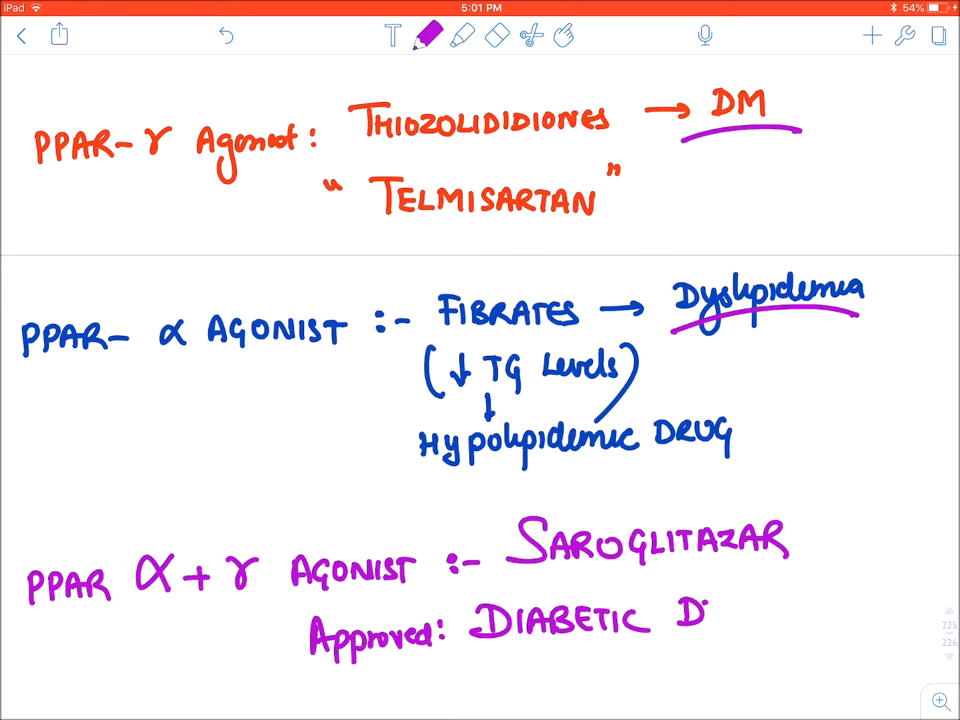 iPad 5:01 PM 54%
T
PPAR-γ Agonist: THIOZOLIDIDIONES → DM
“ TELMISARTAN ”
PPAR- α AGONIST :- FIBRATES → Dyslipidemia
(↓ TG Levels)
↓
Hypolipidemic DRUG
PPAR α + γ AGONIST :- SAROGLITAZAR
Approved: DIABETIC D
225
226